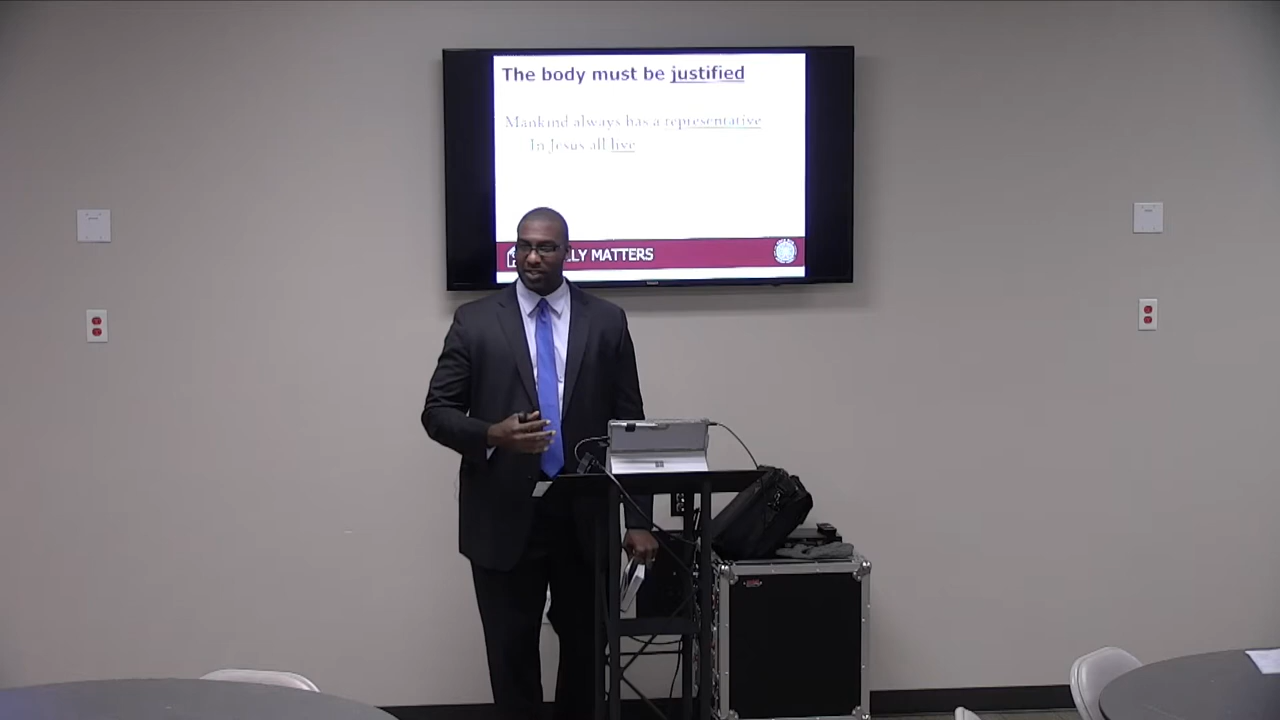 The body must be justified
Mankind always has a representative
In Jesus all live
LY MATTERS